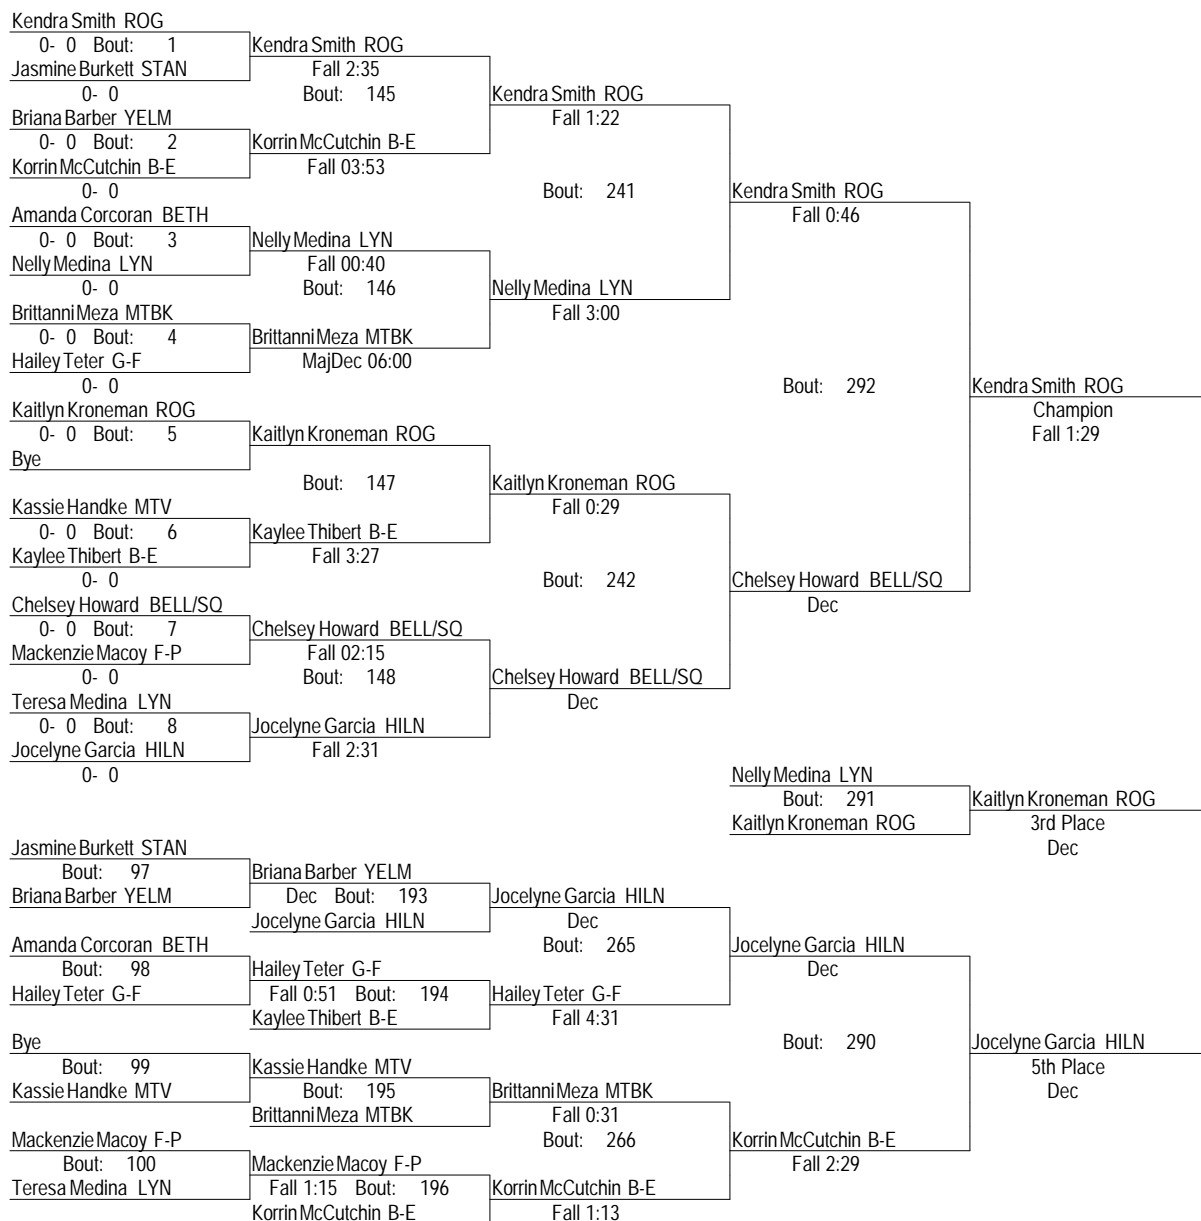 Kendra Smith ROG
0- 0 Bout: 1
Kendra Smith ROG
Jasmine Burkett STAN
Fall 2:35
0- 0
Bout: 145
Kendra Smith ROG
Briana Barber YELM
Fall 1:22
0- 0 Bout: 2
Korrin McCutchin B-E
Korrin McCutchin B-E
Fall 03:53
0- 0
Bout: 241
Kendra Smith ROG
Amanda Corcoran BETH
Fall 0:46
0- 0 Bout: 3
Nelly Medina LYN
Nelly Medina LYN
Fall 00:40
0- 0
Bout: 146
Nelly Medina LYN
Brittanni Meza MTBK
Fall 3:00
0- 0 Bout: 4
Brittanni Meza MTBK
Hailey Teter G-F
MajDec 06:00
0- 0
Bout: 292
Kendra Smith ROG
Kaitlyn Kroneman ROG
Champion
0- 0 Bout: 5
Kaitlyn Kroneman ROG
Fall 1:29
Bye
Bout: 147
Kaitlyn Kroneman ROG
Kassie Handke MTV
Fall 0:29
0- 0 Bout: 6
Kaylee Thibert B-E
Kaylee Thibert B-E
Fall 3:27
0- 0
Bout: 242
Chelsey Howard BELL/SQ
Chelsey Howard BELL/SQ
Dec
0- 0 Bout: 7
Chelsey Howard BELL/SQ
Mackenzie Macoy F-P
Fall 02:15
0- 0
Bout: 148
Chelsey Howard BELL/SQ
Teresa Medina LYN
Dec
0- 0 Bout: 8
Jocelyne Garcia HILN
Jocelyne Garcia HILN
Fall 2:31
0- 0
Nelly Medina LYN
Bout: 291
Kaitlyn Kroneman ROG
Kaitlyn Kroneman ROG
3rd Place
Dec
Jasmine Burkett STAN
Bout: 97
Briana Barber YELM
Briana Barber YELM
Dec Bout: 193
Jocelyne Garcia HILN
Jocelyne Garcia HILN
Dec
Amanda Corcoran BETH
Bout: 265
Jocelyne Garcia HILN
Bout: 98
Hailey Teter G-F
Dec
Hailey Teter G-F
Fall 0:51 Bout: 194
Hailey Teter G-F
Kaylee Thibert B-E
Fall 4:31
Bye
Bout: 290
Jocelyne Garcia HILN
Bout: 99
Kassie Handke MTV
5th Place
Kassie Handke MTV
Bout: 195
Brittanni Meza MTBK
Dec
Brittanni Meza MTBK
Fall 0:31
Mackenzie Macoy F-P
Bout: 266
Korrin McCutchin B-E
Bout: 100
Mackenzie Macoy F-P
Fall 2:29
Teresa Medina LYN
Fall 1:15 Bout: 196
Korrin McCutchin B-E
Korrin McCutchin B-E
Fall 1:13